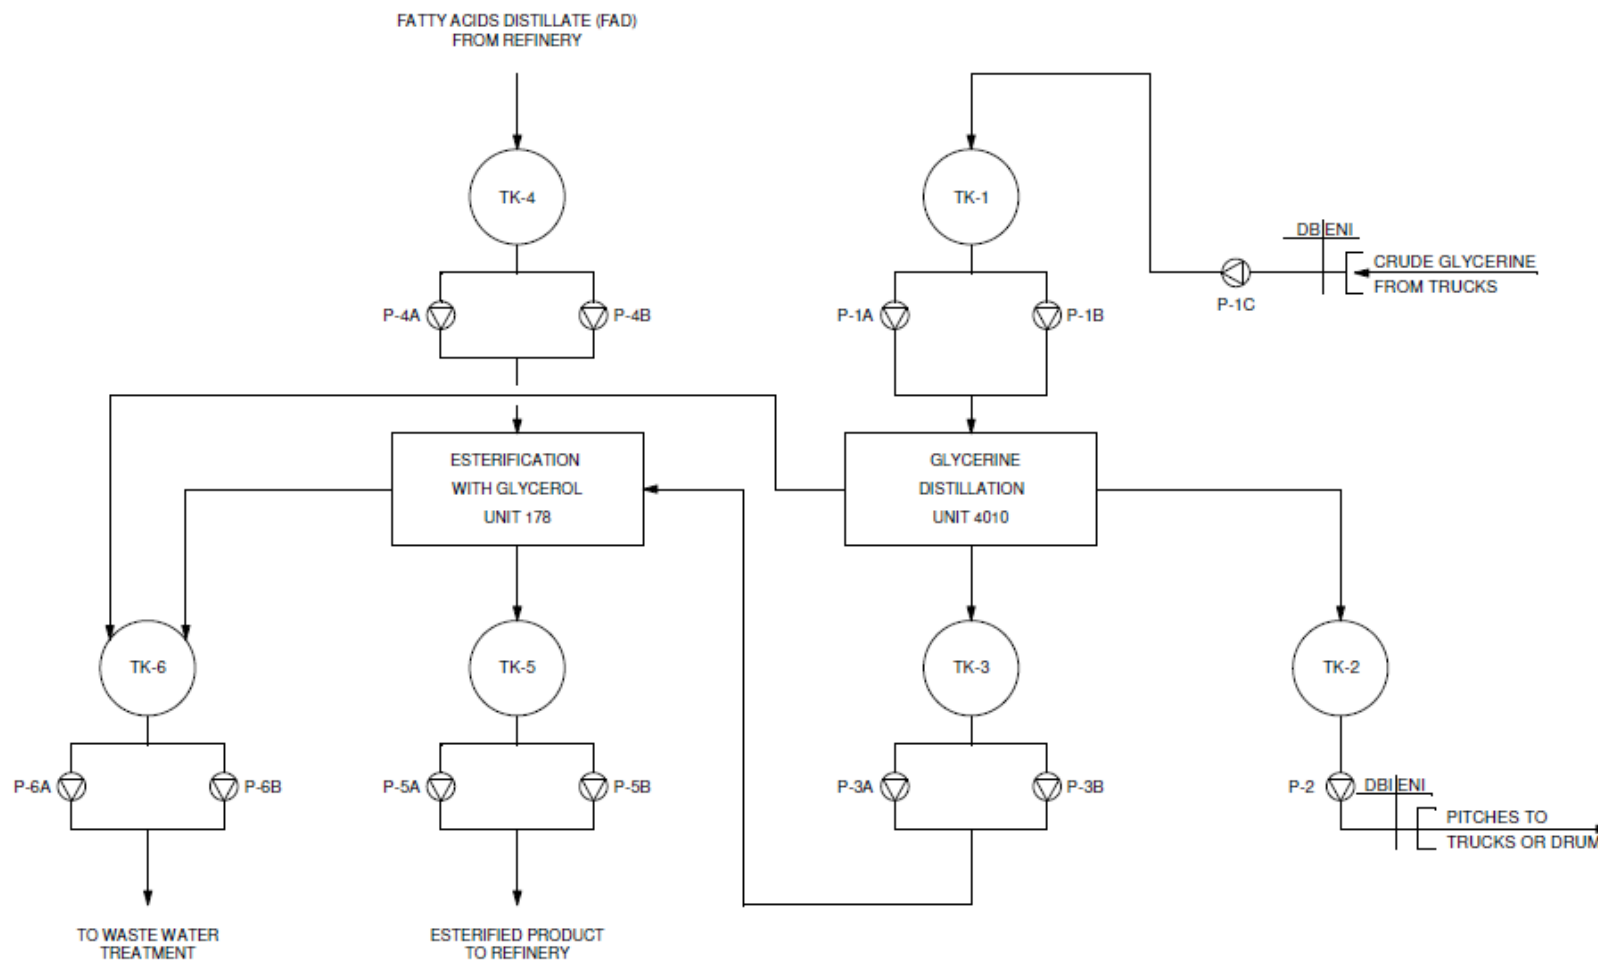 FATTY ACIDS DISTILLATE (FAD)
FROM REFINERY
TK-4
TK-1
DBI ENI
CRUDE GLYCERINE
FROM TRUCKS
P-1C
P-4A
P-4B
P-1A
P-1B
ESTERIFICATION
WITH GLYCEROL
UNIT 178
GLYCERINE
DISTILLATION
UNIT 4010
TK-6
TK-5
TK-3
TK-2
P-6A
P-6B
P-5A
P-5B
P-3A
P-3B
P-2
DBI ENI
PITCHES TO
TRUCKS OR DRUM
TO WASTE WATER
TREATMENT
ESTERIFIED PRODUCT
TO REFINERY